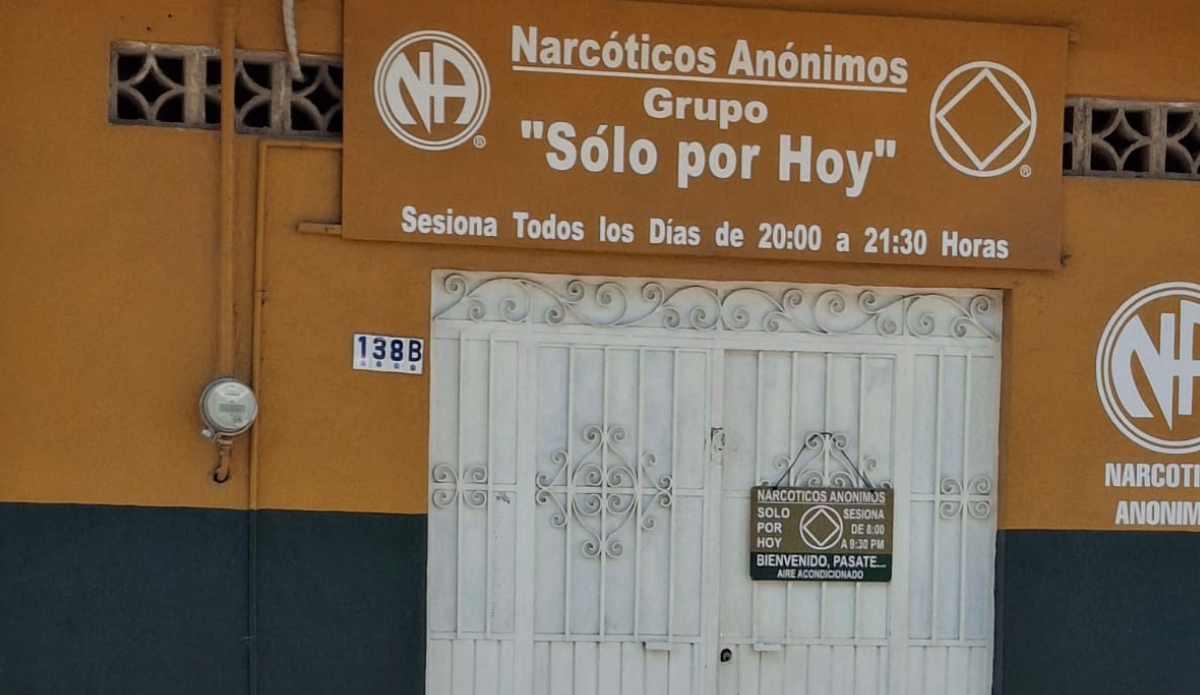 NA
®
Narcóticos Anónimos
Grupo
"Sólo por Hoy"
®
Sesiona Todos los Días de 20:00 a 21:30 Horas
138B
NARCOTICOS ANONIMOS
SOLO
POR
HOY
SESIONA
DE 8:00
A 9:30 PM
BIENVENIDO, PASATE...
AIRE ACONDICIONADO
NA
NARCOTI
ANONIM